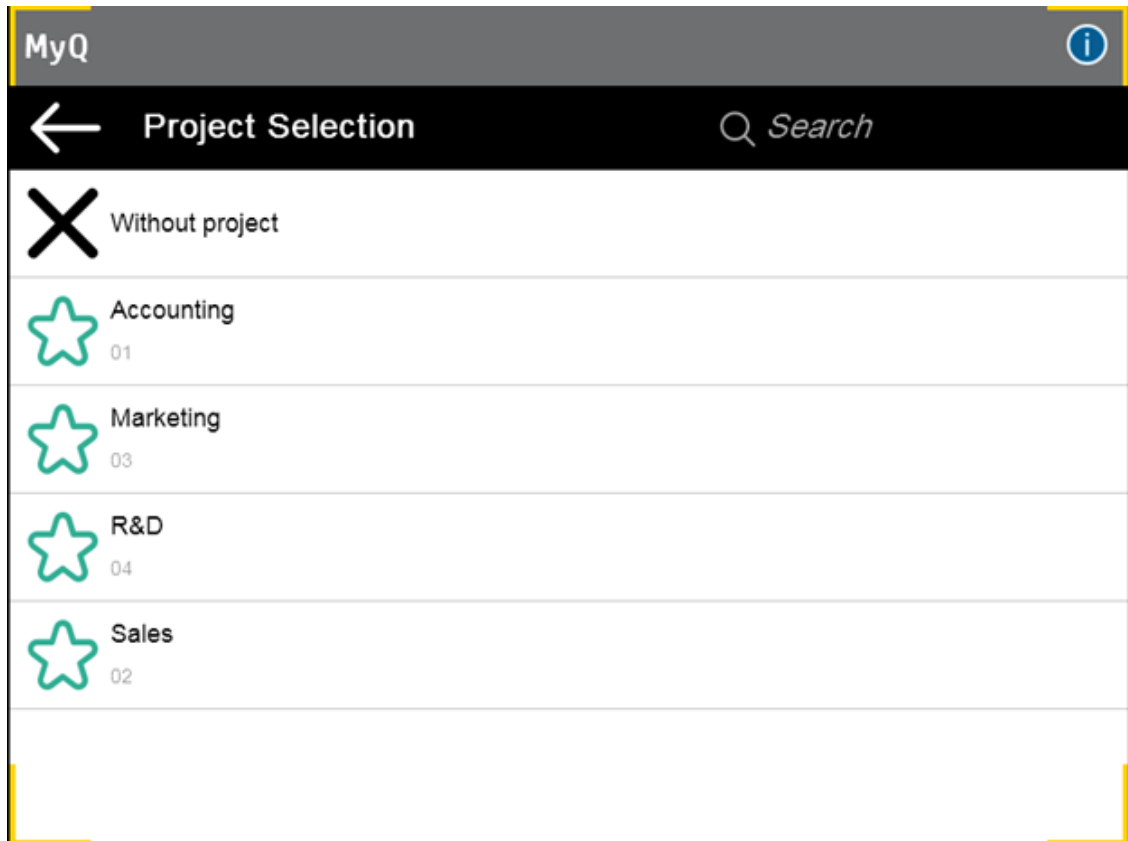 MyQ
i
Project Selection
Search
Without project
Accounting
01
Marketing
03
R&D
04
Sales
02